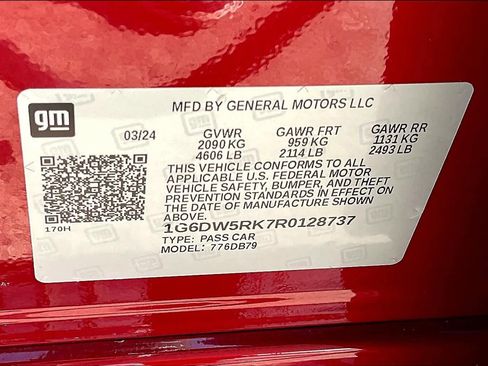 gm
MFD BY GENERAL MOTORS LLC
03/24 GVWR GAWR FRT GAWR RR
2090 KG 959 KG 1131 KG
4606 LB 2114 LB 2493 LB
THIS VEHICLE CONFORMS TO ALL
APPLICABLE U.S. FEDERAL MOTOR
VEHICLE SAFETY, BUMPER, AND THEFT
PREVENTION STANDARDS IN EFFECT ON
THE DATE OF MANUFACTURE SHOWN
ABOVE.
170H
1G6DW5RK7R0128737
TYPE: PASS CAR
MODEL: 776DB79